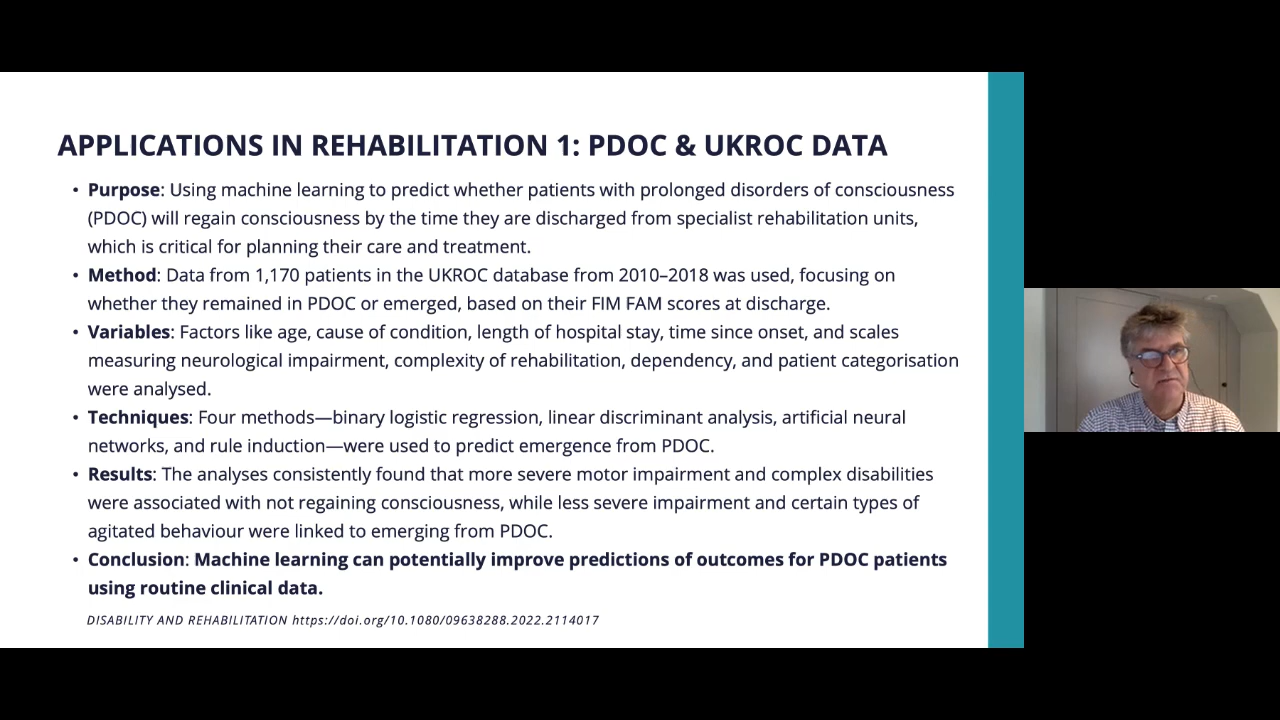 APPLICATIONS IN REHABILITATION 1: PDOC & UKROC DATA
• Purpose: Using machine learning to predict whether patients with prolonged disorders of consciousness
(PDOC) will regain consciousness by the time they are discharged from specialist rehabilitation units,
which is critical for planning their care and treatment.
• Method: Data from 1,170 patients in the UKROC database from 2010–2018 was used, focusing on
whether they remained in PDOC or emerged, based on their FIM FAM scores at discharge.
• Variables: Factors like age, cause of condition, length of hospital stay, time since onset, and scales
measuring neurological impairment, complexity of rehabilitation, dependency, and patient categorisation
were analysed.
• Techniques: Four methods—binary logistic regression, linear discriminant analysis, artificial neural
networks, and rule induction—were used to predict emergence from PDOC.
• Results: The analyses consistently found that more severe motor impairment and complex disabilities
were associated with not regaining consciousness, while less severe impairment and certain types of
agitated behaviour were linked to emerging from PDOC.
• Conclusion: Machine learning can potentially improve predictions of outcomes for PDOC patients
using routine clinical data.
DISABILITY AND REHABILITATION https://doi.org/10.1080/09638288.2022.2114017